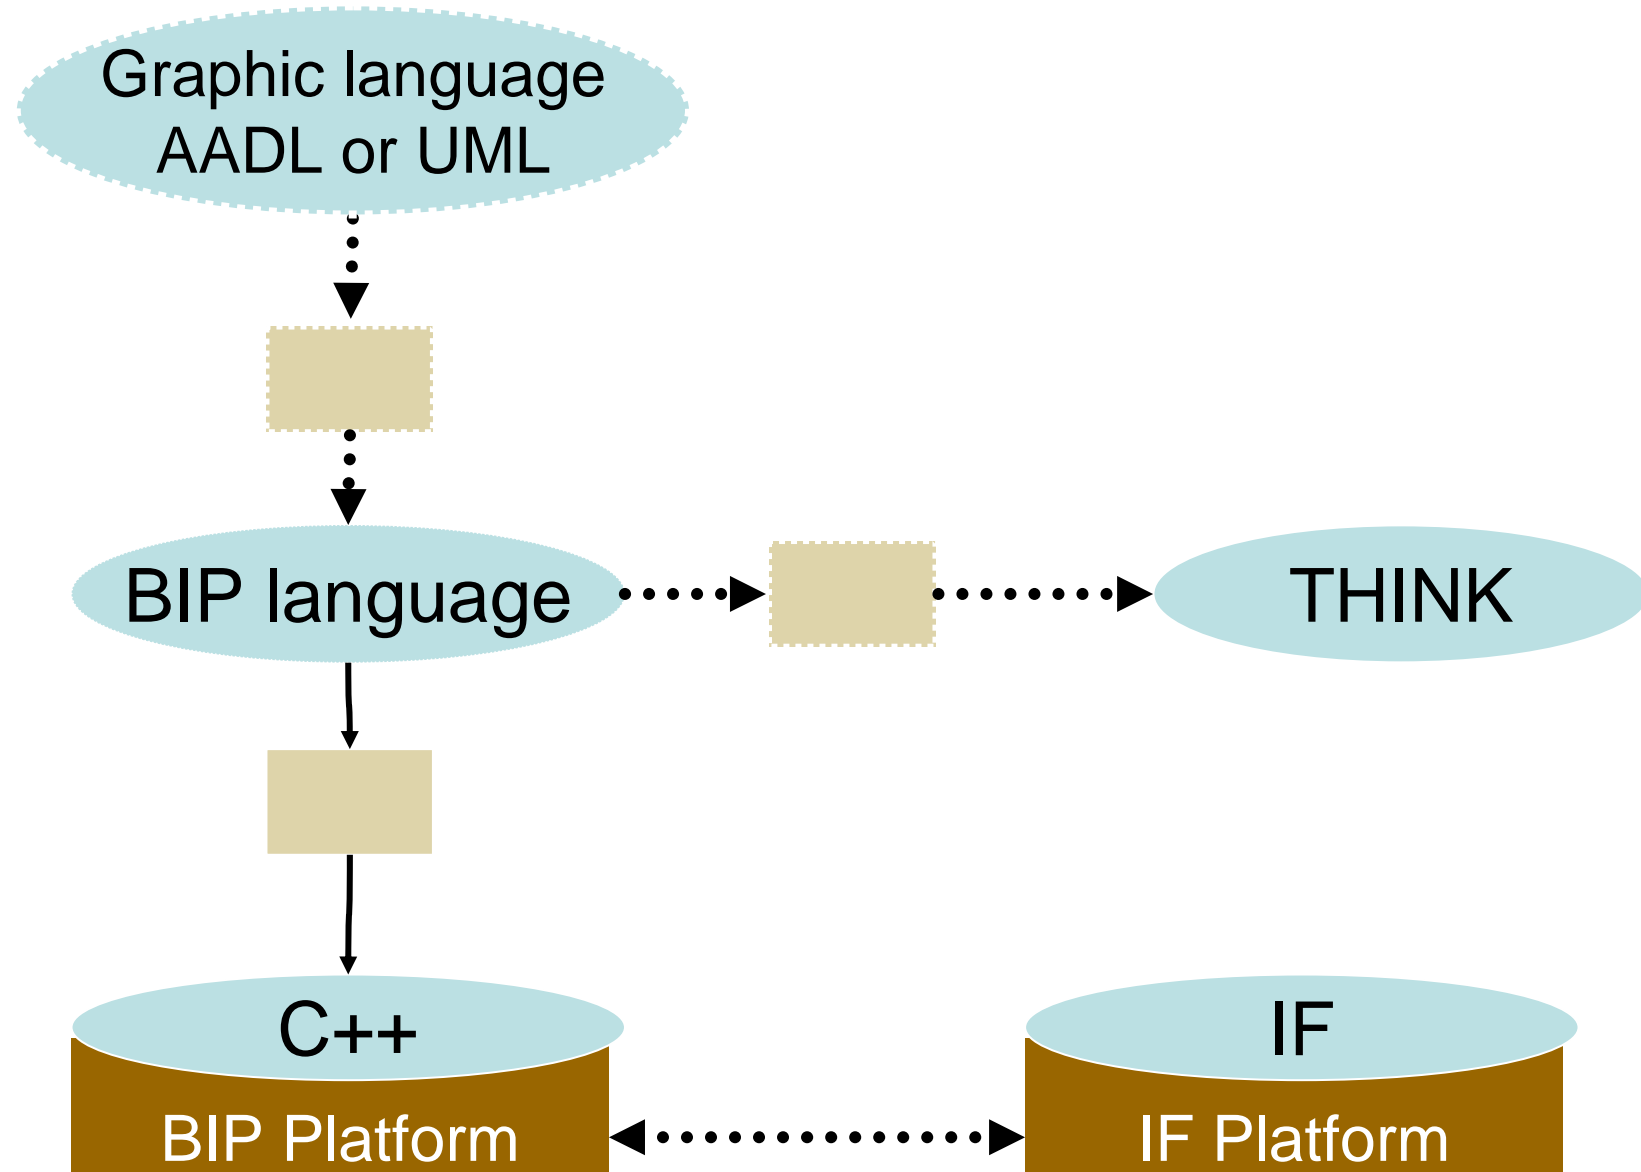 Graphic language
AADL or UML
BIP language
THINK
C++
IF
BIP Platform
IF Platform